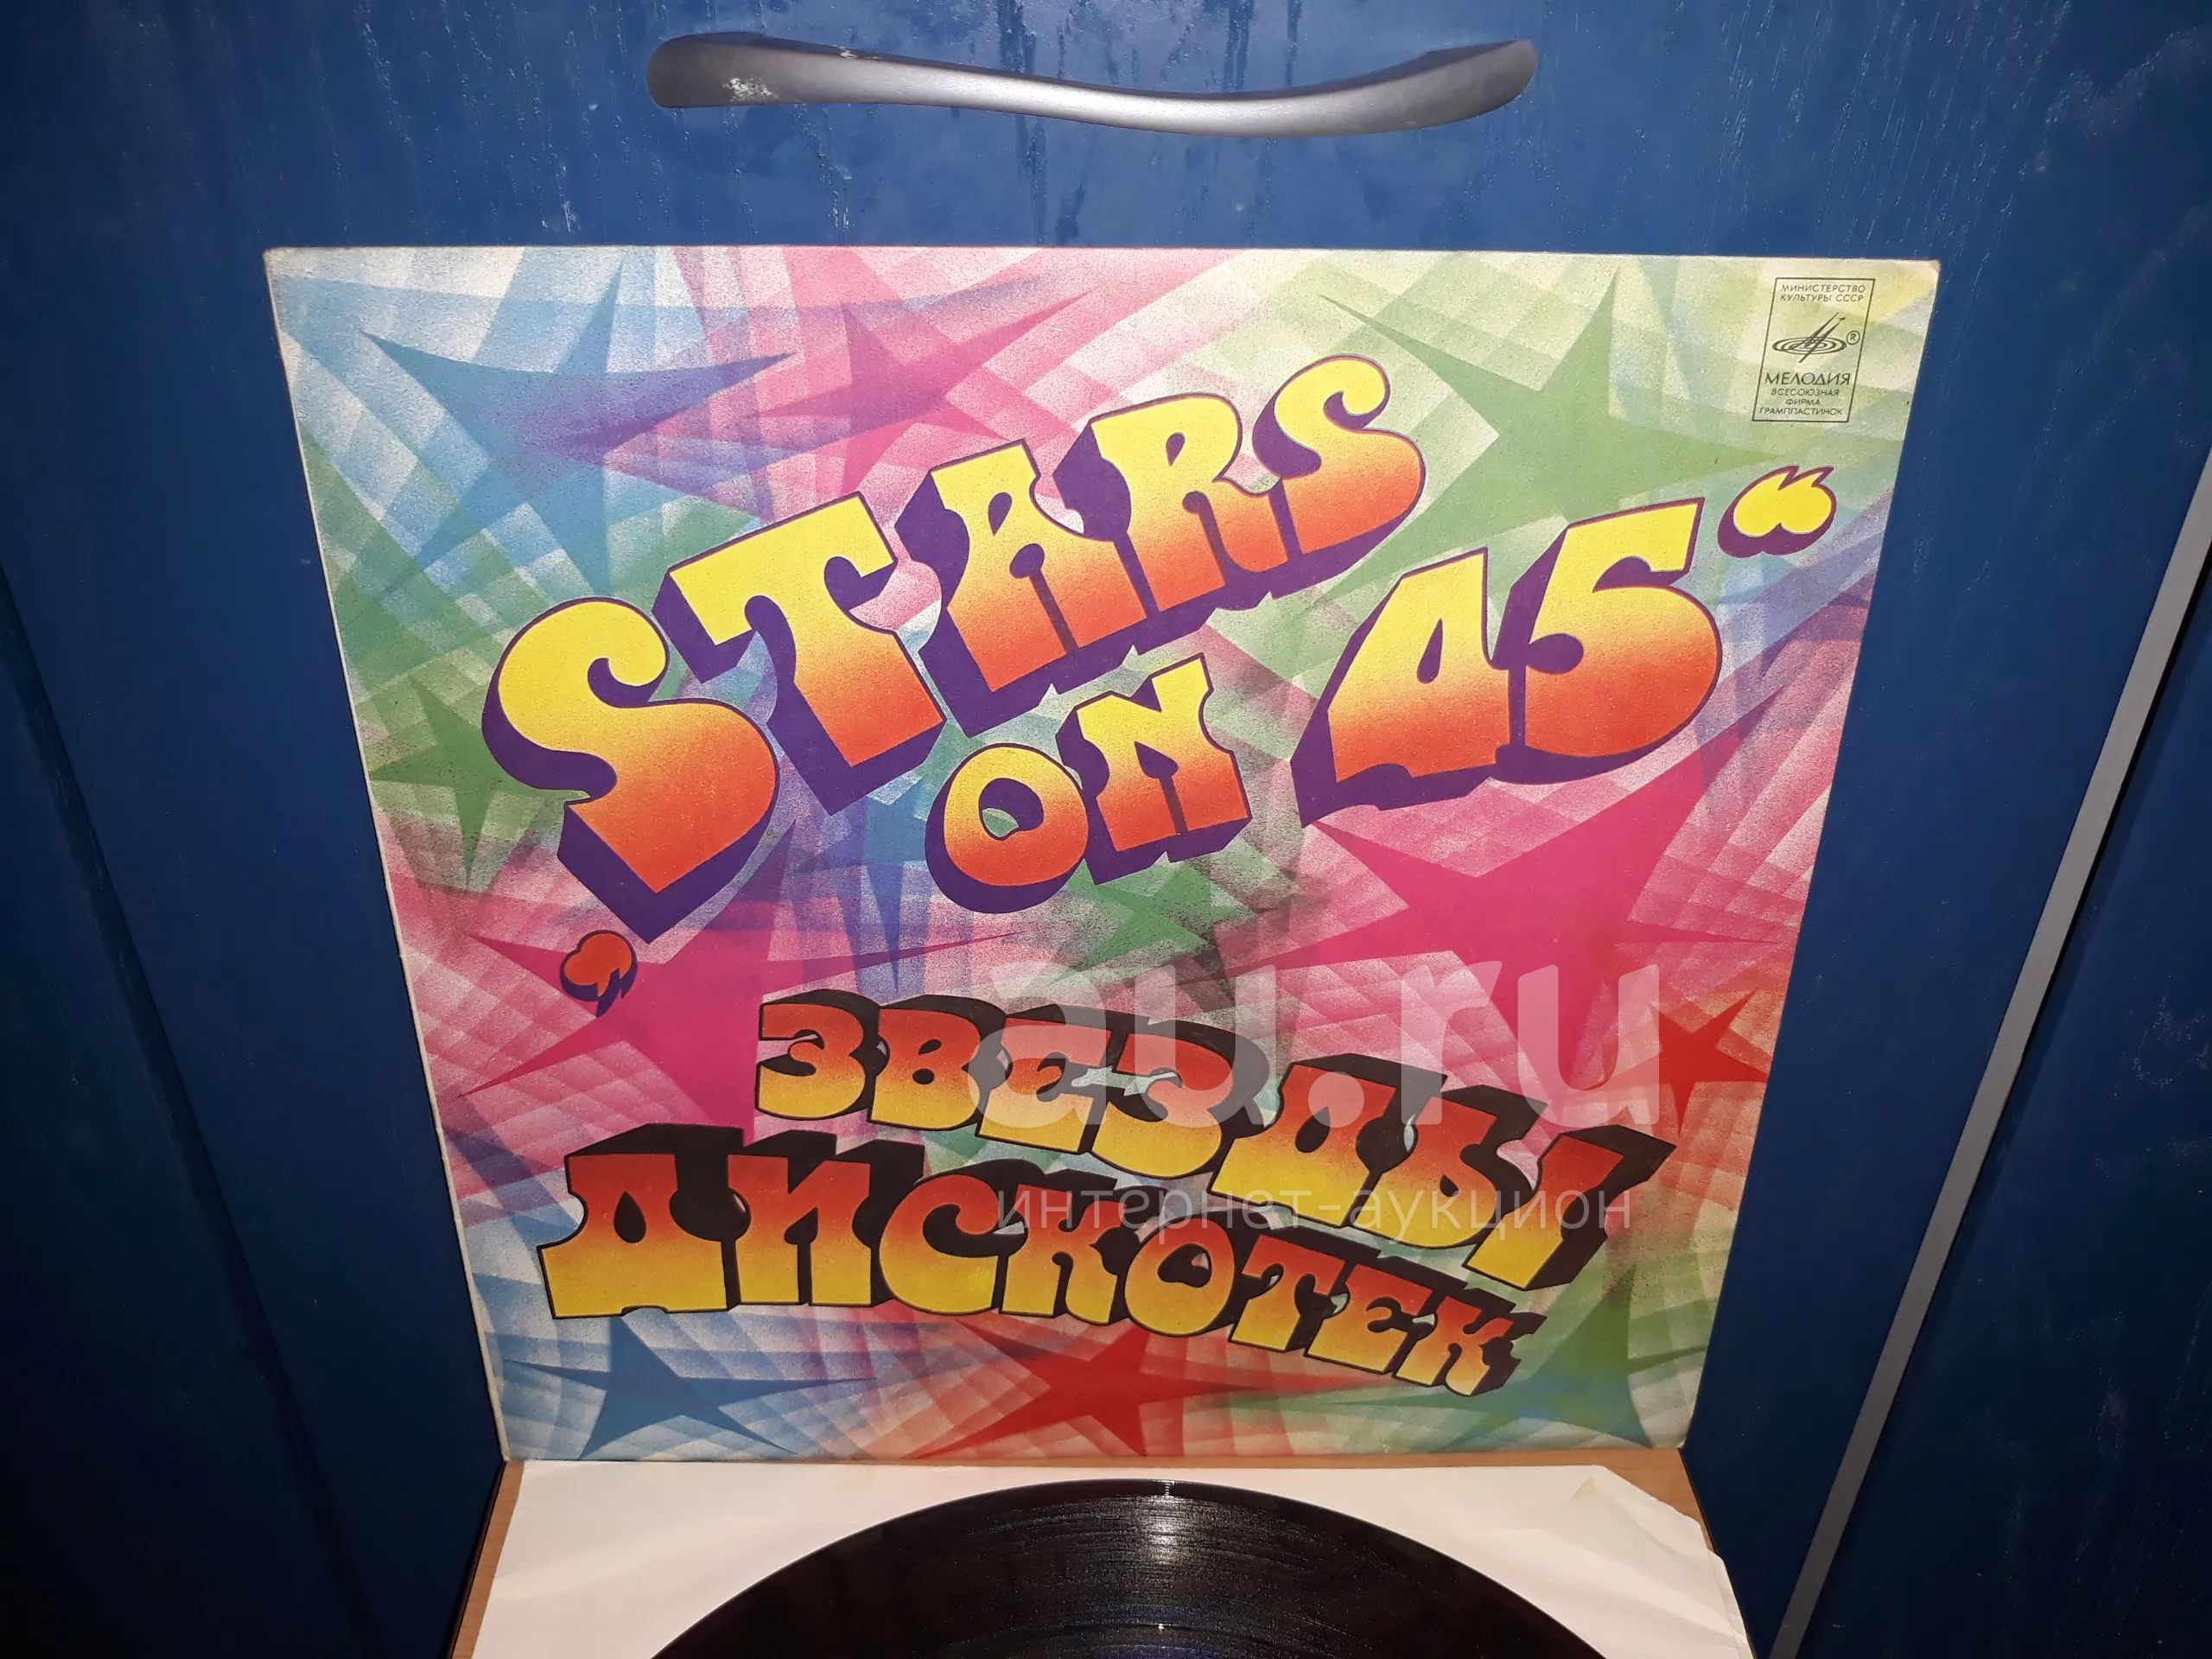 МИНИСТЕРСТВО
КУЛЬТУРЫ СССР
®
МЕЛОДИЯ
ВСЕСОЮЗНАЯ
ФИРМА
ГРАМПЛАСТИНОК
„STARS
ON 45“
ЗВЕЗДЫ
ДИСКОТЕК
au.ru
интернет-аукцион